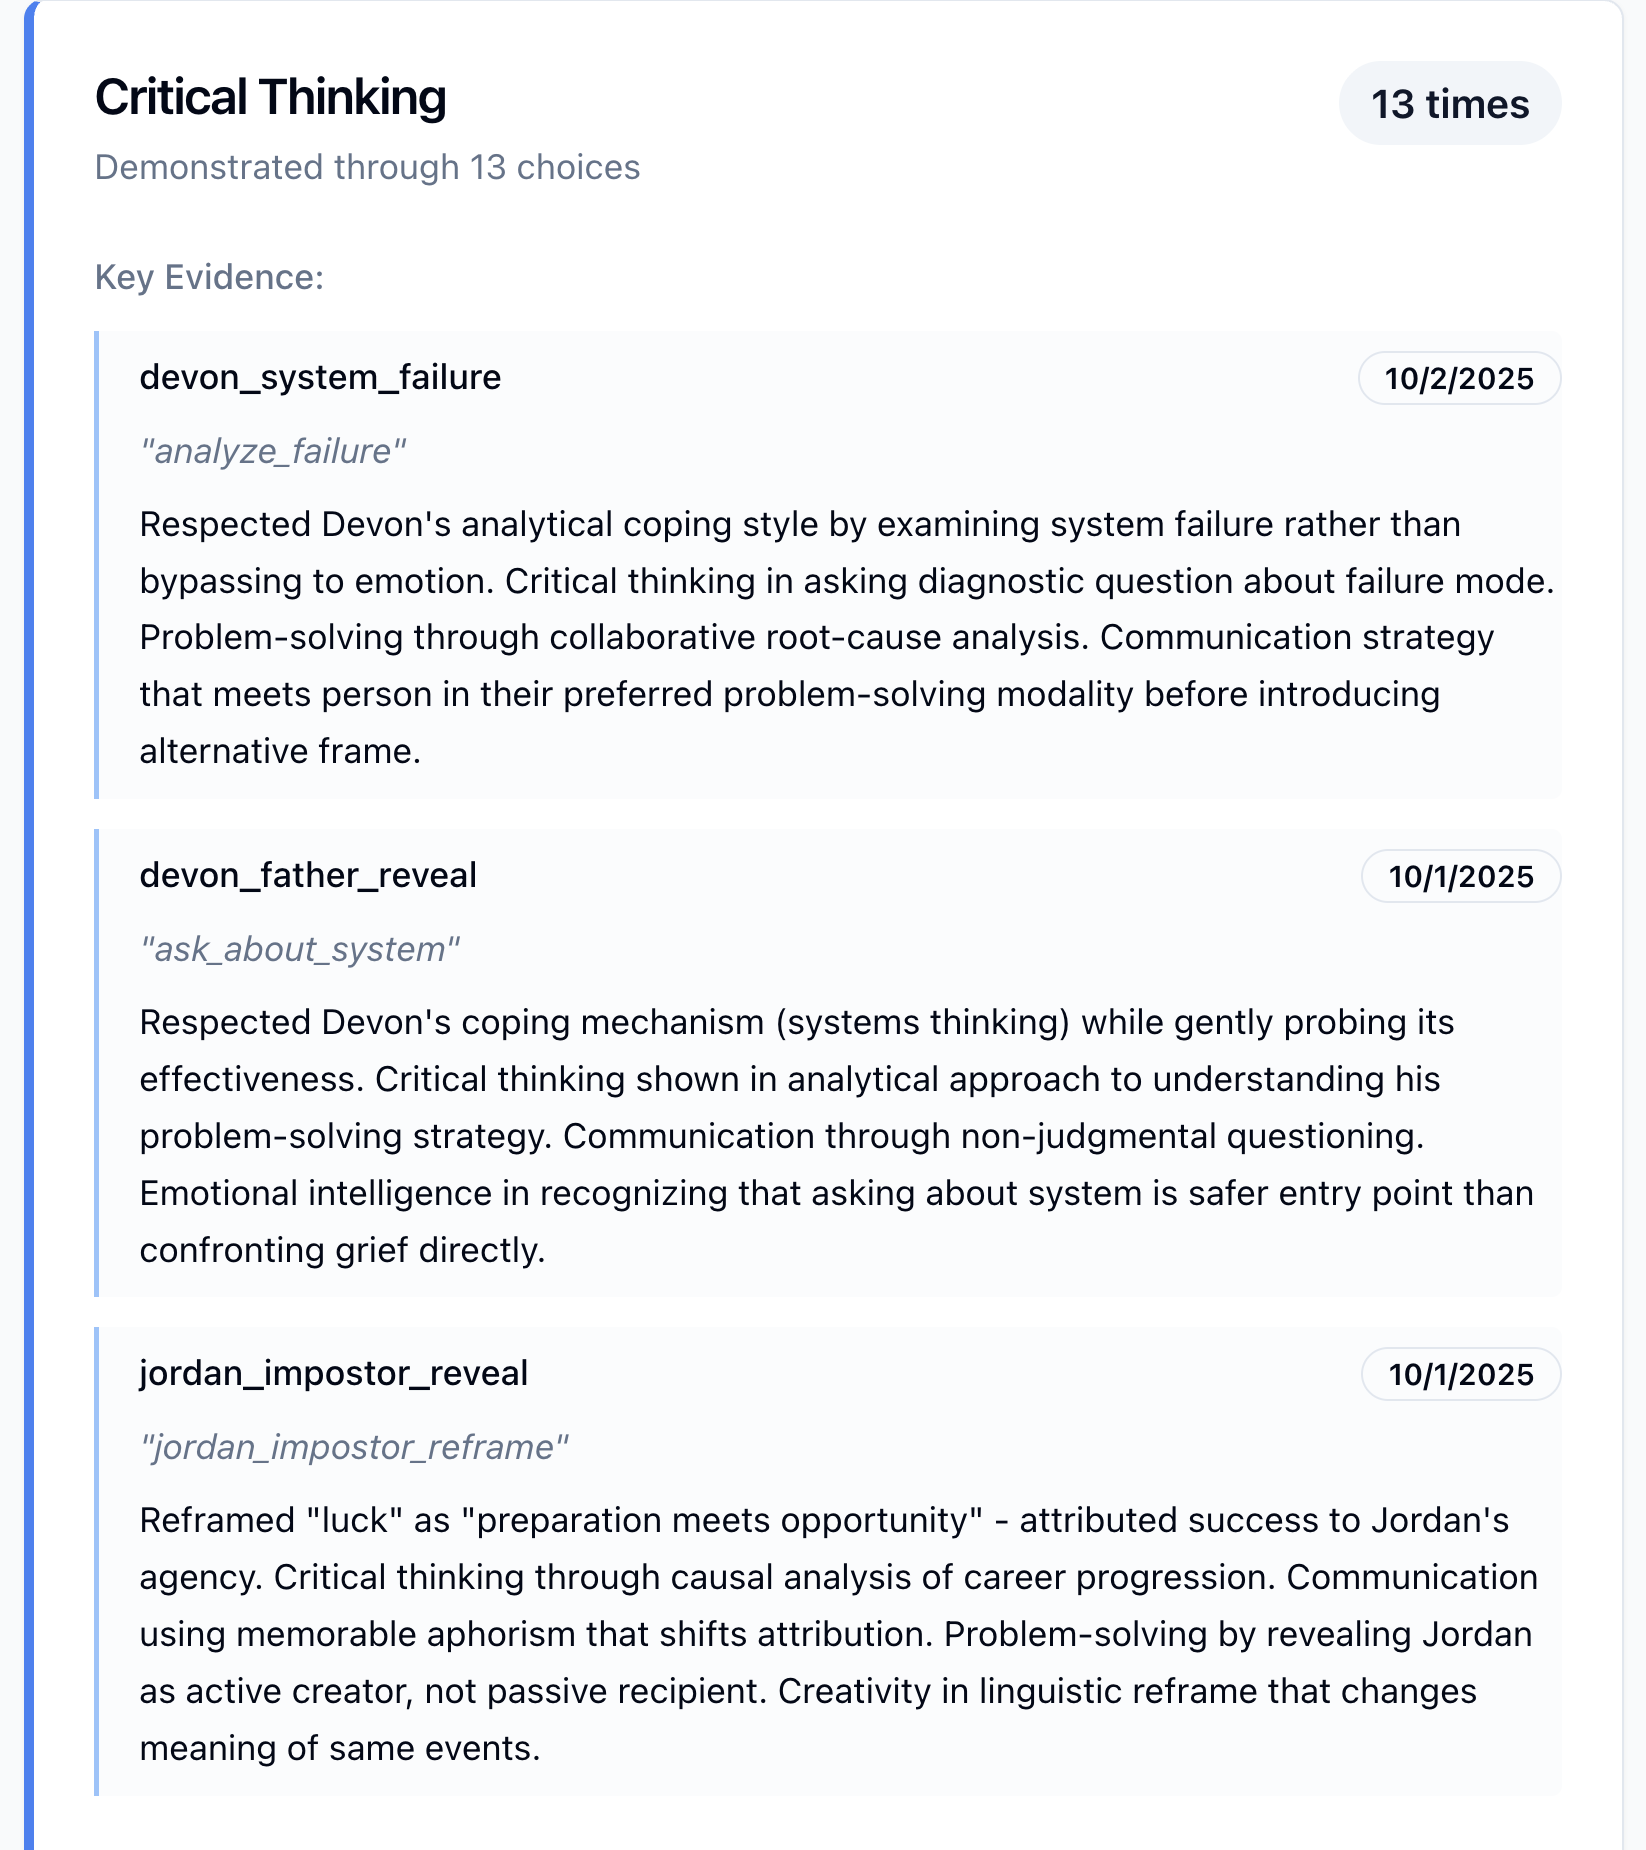 Critical Thinking
13 times
Demonstrated through 13 choices
Key Evidence:
devon_system_failure
10/2/2025
"analyze_failure"
Respected Devon's analytical coping style by examining system failure rather than
bypassing to emotion. Critical thinking in asking diagnostic question about failure mode.
Problem-solving through collaborative root-cause analysis. Communication strategy
that meets person in their preferred problem-solving modality before introducing
alternative frame.
devon_father_reveal
10/1/2025
"ask_about_system"
Respected Devon's coping mechanism (systems thinking) while gently probing its
effectiveness. Critical thinking shown in analytical approach to understanding his
problem-solving strategy. Communication through non-judgmental questioning.
Emotional intelligence in recognizing that asking about system is safer entry point than
confronting grief directly.
jordan_impostor_reveal
10/1/2025
"jordan_impostor_reframe"
Reframed "luck" as "preparation meets opportunity" - attributed success to Jordan's
agency. Critical thinking through causal analysis of career progression. Communication
using memorable aphorism that shifts attribution. Problem-solving by revealing Jordan
as active creator, not passive recipient. Creativity in linguistic reframe that changes
meaning of same events.